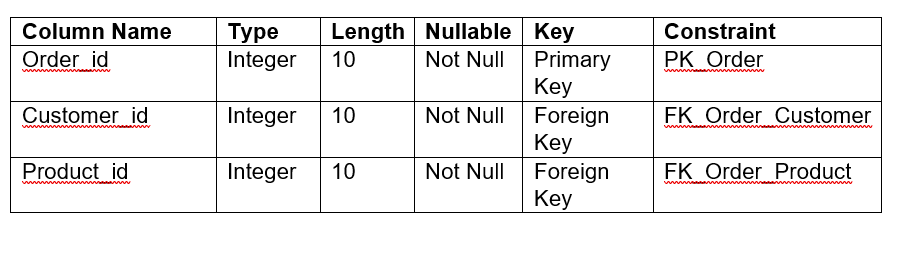 Column Name Type Length Nullable Key Constraint
Order_id Integer 10 Not Null Primary Key PK_Order
Customer_id Integer 10 Not Null Foreign Key FK_Order_Customer
Product_id Integer 10 Not Null Foreign Key FK_Order_Product